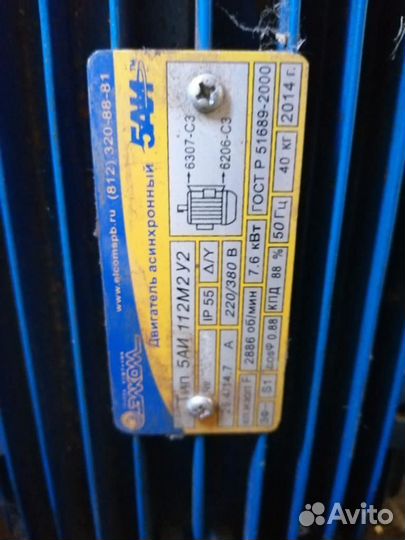 ЭЛКОМ
www.elcomspb.ru (812) 320-88-81
Двигатель асинхронный 5АИ™
6307-С3
6206-С3
5АИ 112М2 У2
IP 55 Δ/Y
220/380 В
А
2886 об/мин 7.6 кВт ГОСТ Р 51689-2000
F
КПД 88 % 50 Гц 40 кг 2014 г.
0.88
S1
Avito